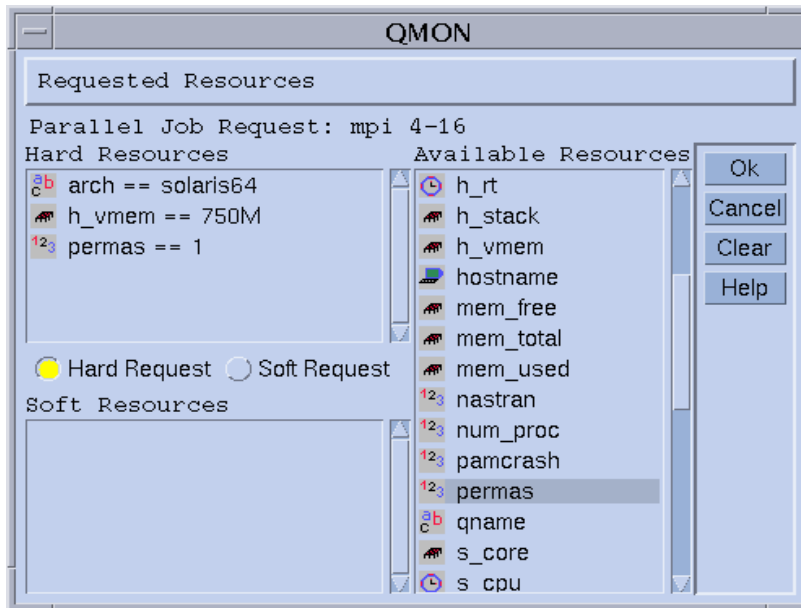 QMON
Requested Resources
Parallel Job Request: mpi 4-16
Hard Resources
arch == solaris64
h_vmem == 750M
permas == 1
Hard Request
Soft Request
Soft Resources
Available Resources
h_rt
h_stack
h_vmem
hostname
mem_free
mem_total
mem_used
nastran
num_proc
pamcrash
permas
qname
s_core
s_cpu
Ok
Cancel
Clear
Help